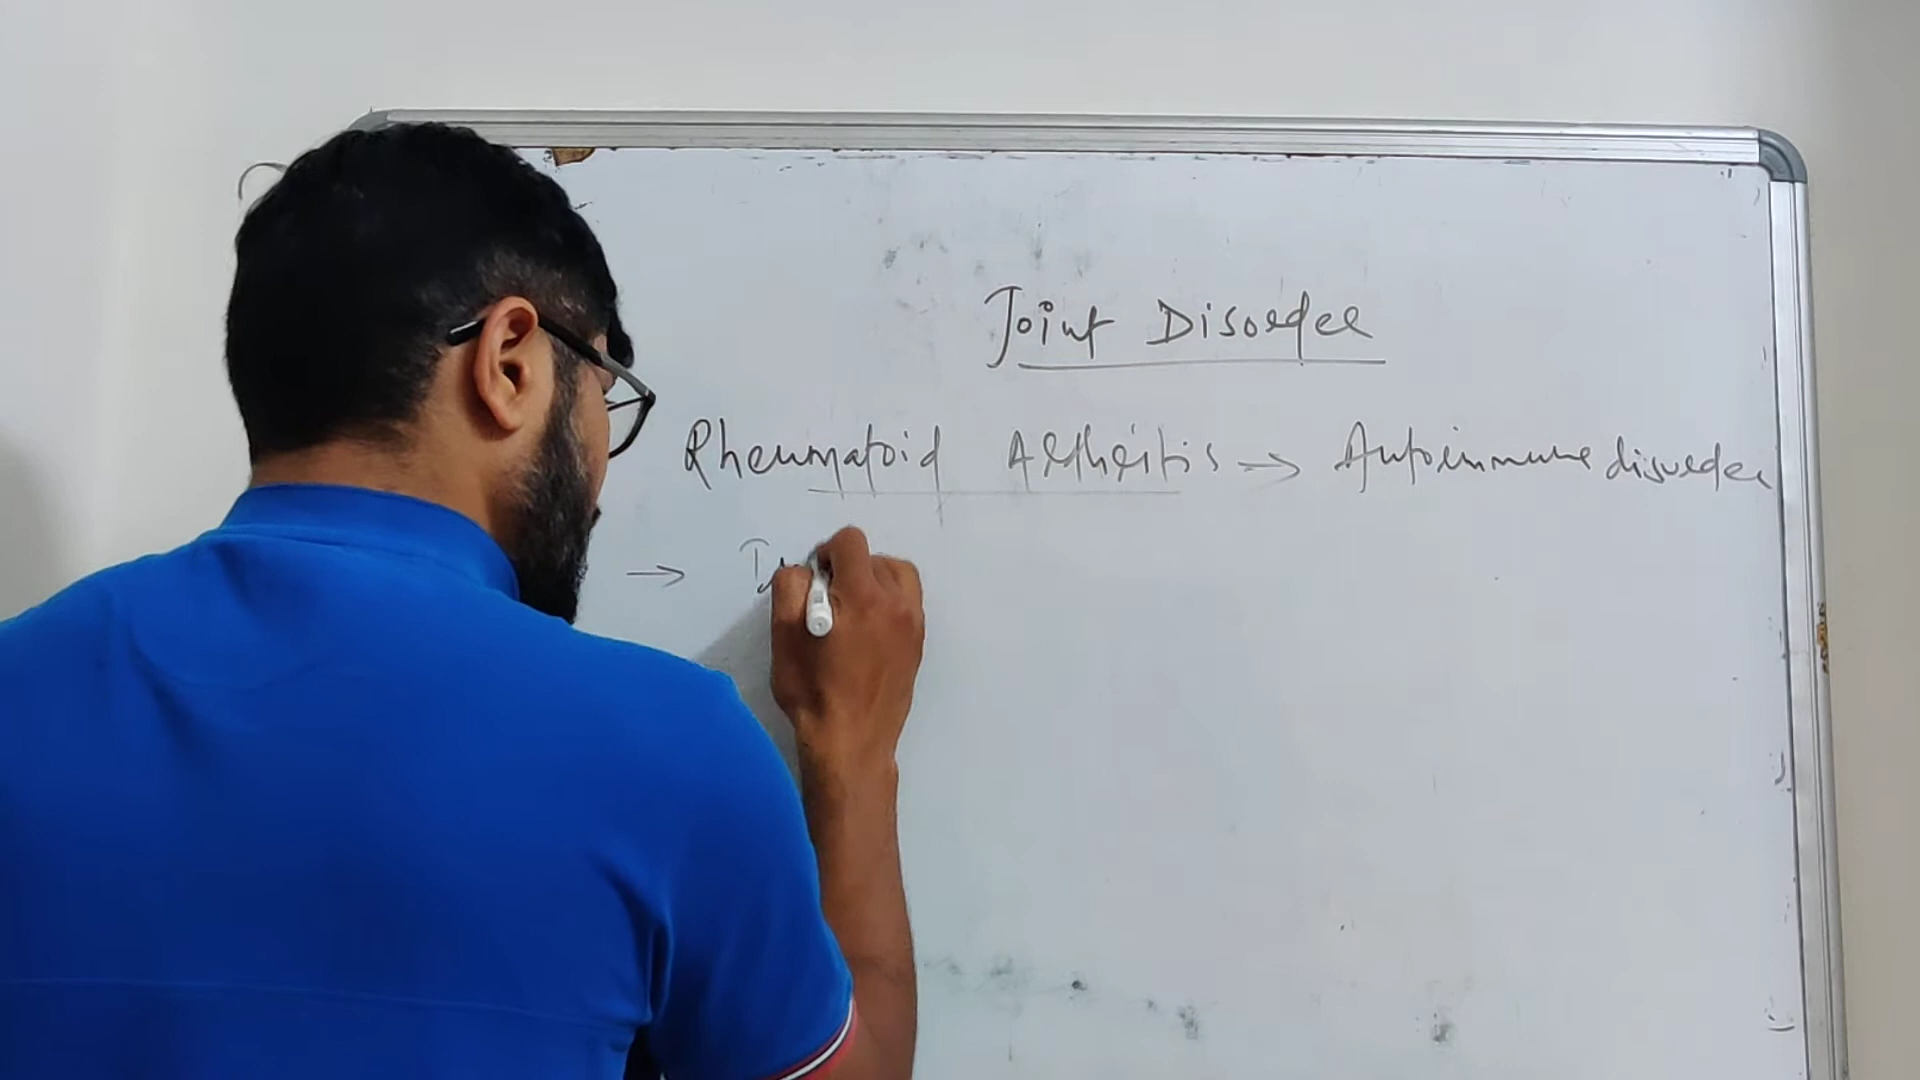 Joint Disorder
Rheumatoid Arthritis → Autoimmune disorder
→